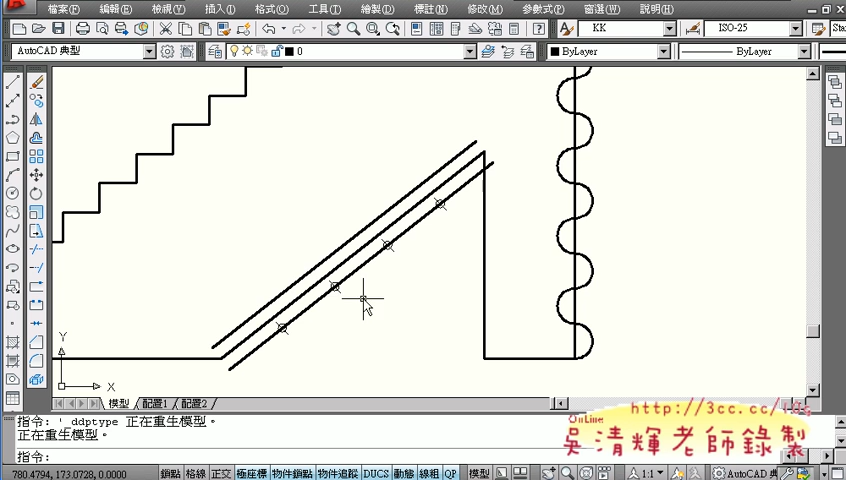 檔案(F) 編輯(E) 檢視(V) 插入(I) 格式(O) 工具(T) 繪製(D) 標註(N) 修改(M) 參數式(P) 視窗(W) 說明(H)
KK ISO-25 Sta
AutoCAD 典型 0 ByLayer ByLayer
Y
X
模型 配置1 配置2
指令: '_ddptype 正在重生模型。
正在重生模型。
指令:
OnLine http://3cc.cc/10s
吳清輝老師錄製
780.4794, 173.0728, 0.0000 鎖點 格線 正交 極座標 物件鎖點 物件追蹤 DUCS 動態 線粗 QP 模型 1:1 AutoCAD